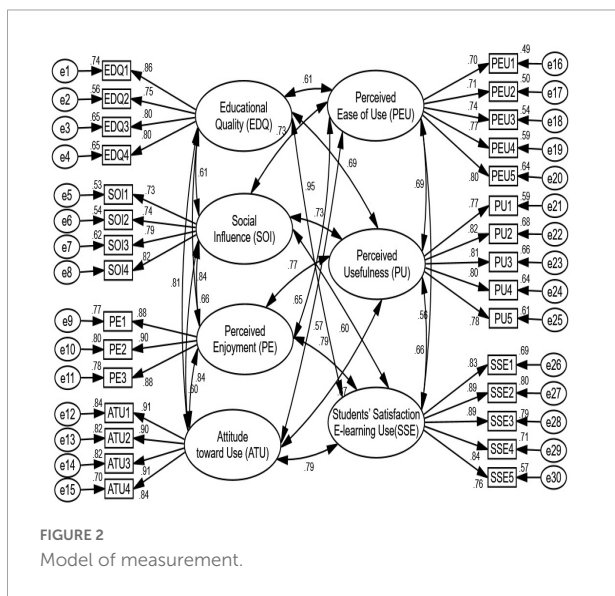 e1 .74 EDQ1 .86
e2 .56 EDQ2 .75
e3 .65 EDQ3 .80
e4 .65 EDQ4 .80
Educational
Quality (EDQ)
e5 .53 SOI1 .73
e6 .54 SOI2 .74
e7 .62 SOI3 .79
e8 SOI4 .82
Social
Influence (SOI)
e9 .77 PE1 .88
e10 .80 PE2 .90
e11 .78 PE3 .88
Perceived
Enjoyment (PE)
e12 .84 ATU1 .91
e13 .82 ATU2 .90
e14 .82 ATU3 .91
e15 .70 ATU4 .84
Attitude
toward Use (ATU)
.61
.73
.95
.69
.61
.73
.81
.84
.66
.77
.65
.57
.79
.60
.84
.60
.79
.69
.56
.66
Perceived
Ease of Use (PEU)
.70 PEU1 .49 e16
.71 PEU2 .50 e17
.74 PEU3 .54 e18
.77 PEU4 .59 e19
.80 PEU5 .64 e20
Perceived
Usefulness (PU)
.77 PU1 .59 e21
.82 PU2 .68 e22
.81 PU3 .66 e23
.80 PU4 .64 e24
.78 PU5 .61 e25
Students' Satisfaction
E-learning Use(SSE)
.83 SSE1 .69 e26
.89 SSE2 .80 e27
.89 SSE3 .79 e28
.84 SSE4 .71 e29
.76 SSE5 .57 e30
FIGURE 2
Model of measurement.